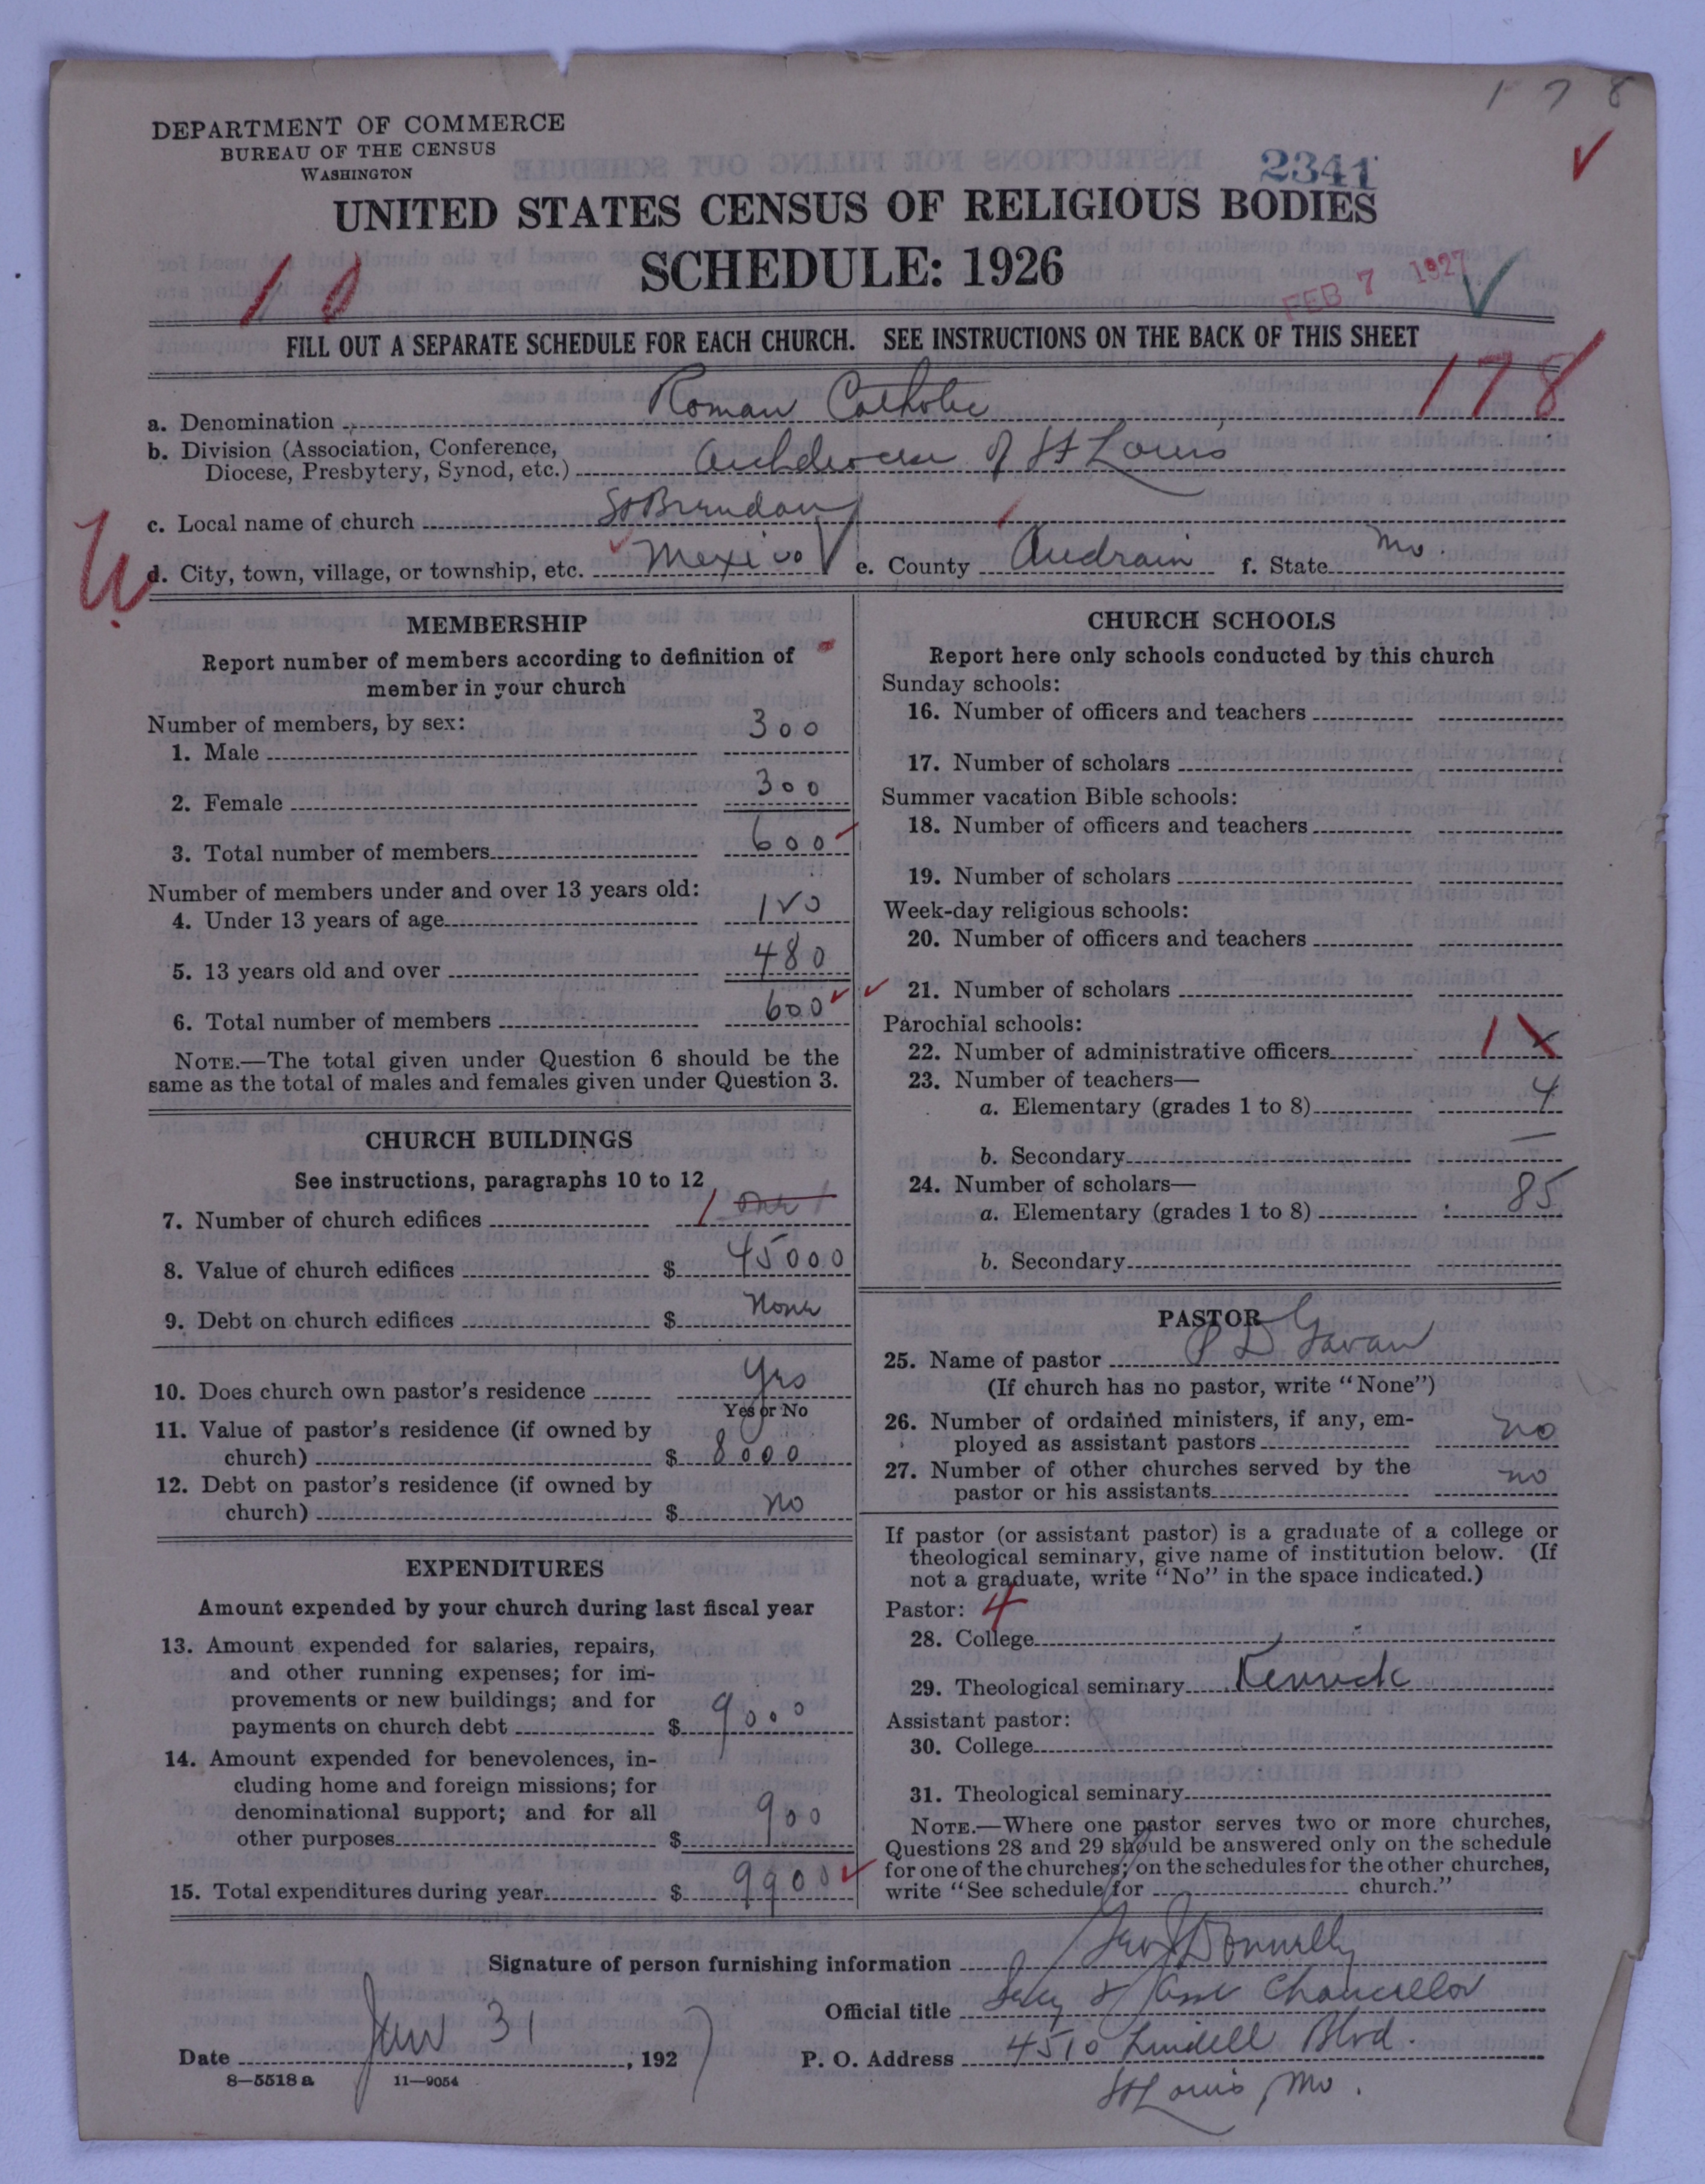 1 7 8
DEPARTMENT OF COMMERCE
BUREAU OF THE CENSUS
WASHINGTON
2341
UNITED STATES CENSUS OF RELIGIOUS BODIES
SCHEDULE: 1926
10
FEB 7 1927
FILL OUT A SEPARATE SCHEDULE FOR EACH CHURCH. SEE INSTRUCTIONS ON THE BACK OF THIS SHEET
178
a. Denomination Roman Catholic
b. Division (Association, Conference,
Diocese, Presbytery, Synod, etc.) Archdiocese of St Louis
c. Local name of church St Brendan
d. City, town, village, or township, etc. Mexico e. County Audrain f. State Mo.
MEMBERSHIP
Report number of members according to definition of
member in your church
Number of members, by sex:
1. Male 300
2. Female 300
3. Total number of members 600
Number of members under and over 13 years old:
4. Under 13 years of age 120
5. 13 years old and over 480
6. Total number of members 600
NOTE.—The total given under Question 6 should be the
same as the total of males and females given under Question 3.
CHURCH BUILDINGS
See instructions, paragraphs 10 to 12
7. Number of church edifices 1 One
8. Value of church edifices $ 45000
9. Debt on church edifices $ None
10. Does church own pastor's residence Yes
Yes or No
11. Value of pastor's residence (if owned by
church) $ 8000
12. Debt on pastor's residence (if owned by
church) $ no
EXPENDITURES
Amount expended by your church during last fiscal year
13. Amount expended for salaries, repairs,
and other running expenses; for im-
provements or new buildings; and for
payments on church debt $ 9000
14. Amount expended for benevolences, in-
cluding home and foreign missions; for
denominational support; and for all
other purposes $ 900
15. Total expenditures during year $ 9900
CHURCH SCHOOLS
Report here only schools conducted by this church
Sunday schools:
16. Number of officers and teachers
17. Number of scholars
Summer vacation Bible schools:
18. Number of officers and teachers
19. Number of scholars
Week-day religious schools:
20. Number of officers and teachers
21. Number of scholars
Parochial schools:
22. Number of administrative officers 1
23. Number of teachers—
a. Elementary (grades 1 to 8) 4
b. Secondary —
24. Number of scholars—
a. Elementary (grades 1 to 8) 85
b. Secondary
PASTOR
25. Name of pastor P D Gavan
(If church has no pastor, write "None")
26. Number of ordained ministers, if any, em-
ployed as assistant pastors no
27. Number of other churches served by the
pastor or his assistants no
If pastor (or assistant pastor) is a graduate of a college or
theological seminary, give name of institution below. (If
not a graduate, write "No" in the space indicated.)
Pastor: 4
28. College
29. Theological seminary Kenrick
Assistant pastor:
30. College
31. Theological seminary
NOTE.—Where one pastor serves two or more churches,
Questions 28 and 29 should be answered only on the schedule
for one of the churches; on the schedules for the other churches,
write "See schedule for church."
Signature of person furnishing information Geo J Donnelly
Official title Secy & Asst Chancellor
Date Jan 31, 1927 P. O. Address 4510 Lindell Blvd.
St Louis, Mo.
8—5518 a 11—9054